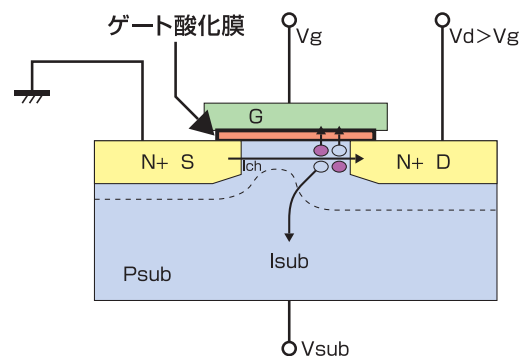 ゲート酸化膜
Vg
Vd>Vg
G
N+ S
Ich
N+ D
Isub
Psub
Vsub